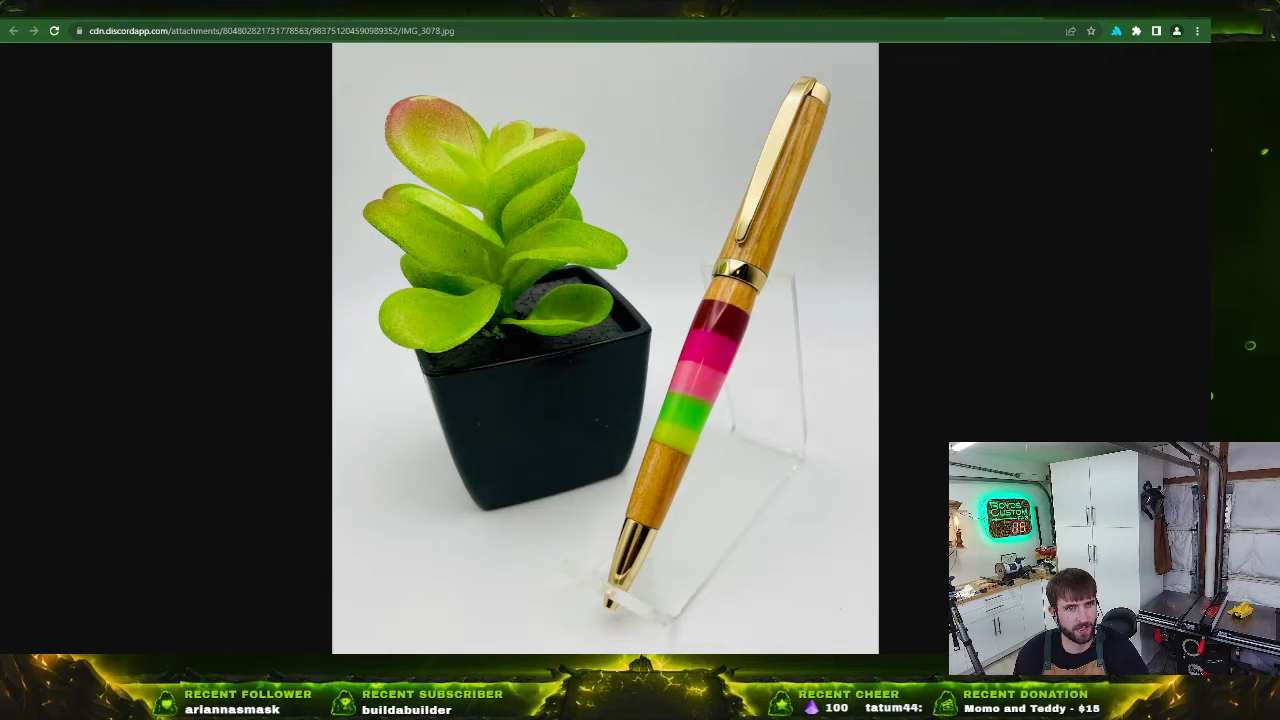 cdn.discordapp.com/attachments/804802821731778563/983751204590989352/IMG_3078.jpg
CUSTOM
RECENT FOLLOWER
ariannasmask
RECENT SUBSCRIBER
buildabuilder
RECENT CHEER
100 tatum44:
RECENT DONATION
Momo and Teddy - $15